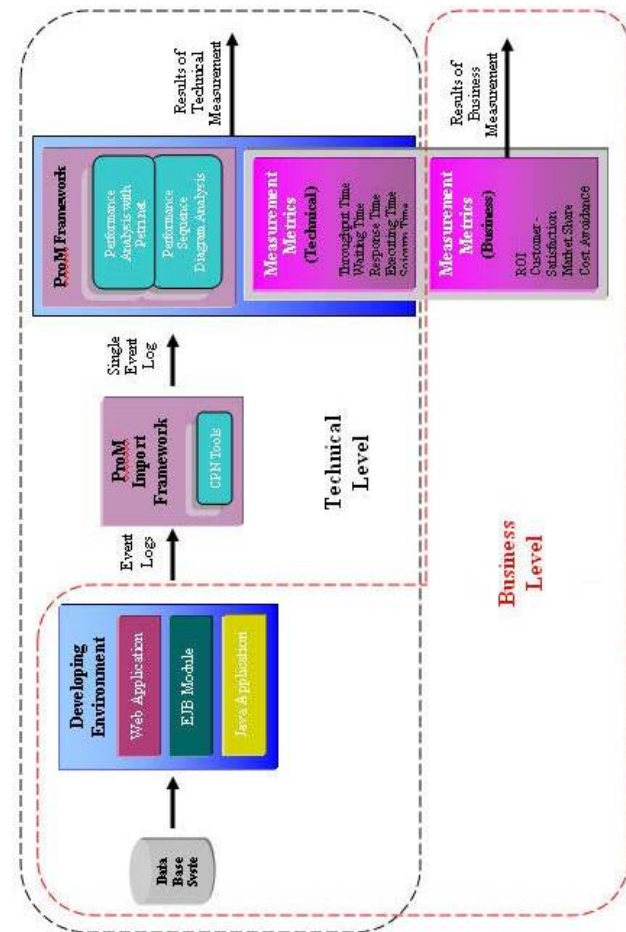 Data
Base
Syste
Developing
Environment
Web Application
EJB Module
Java Application
Event
Logs
ProM
Import
Framework
CPN Tools
Single
Event
Log
ProM Framework
Performance
Analysis with
Petrinet
Performance
Sequence
Diagram Analysis
Results of
Technical
Measurement
Measurement
Metrics
(Technical)
Throughput Time
Waiting Time
Response Time
Executing Time
Time
Technical
Level
Measurement
Metrics
(Business)
ROI
Customer -
Satisfaction
Market Share
Cost Avoidance
Results of
Business
Measurement
Business
Level